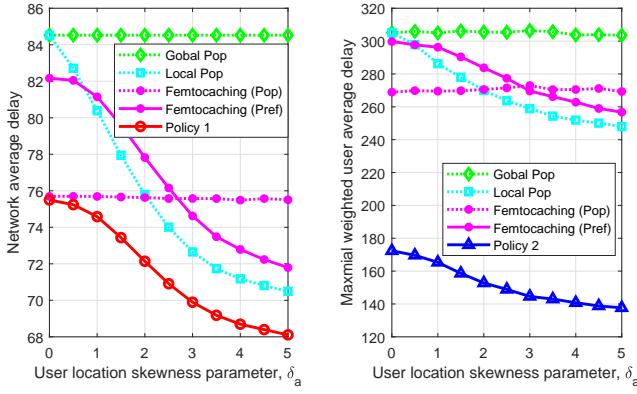 86
84
82
80
78
76
74
72
70
68
0
1
2
3
4
5
Network average delay
User location skewness parameter, δa
Gobal Pop
Local Pop
Femtocaching (Pop)
Femtocaching (Pref)
Policy 1
320
300
280
260
240
220
200
180
160
140
120
0
1
2
3
4
5
Maxmial weighted user average delay
User location skewness parameter, δa
Gobal Pop
Local Pop
Femtocaching (Pop)
Femtocaching (Pref)
Policy 2